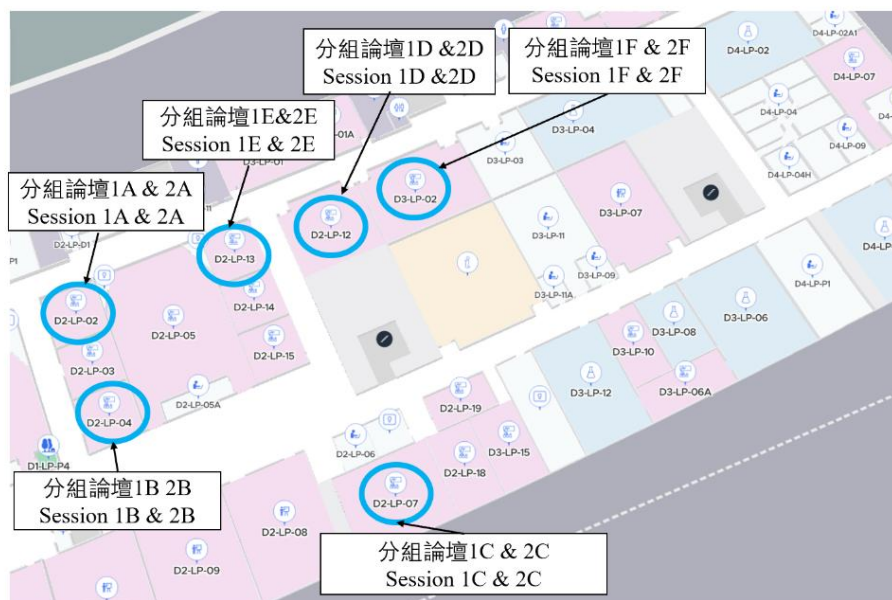 分組論壇1D &2D
Session 1D &2D
分組論壇1F & 2F
Session 1F & 2F
分組論壇1E&2E
Session 1E & 2E
分組論壇1A & 2A
Session 1A & 2A
分組論壇1B 2B
Session 1B & 2B
分組論壇1C & 2C
Session 1C & 2C
D4-LP-02A1
D4-LP-02
D4-LP-07
D4-LP-04
D4-LP-09
D4-LP-04H
D3-LP-04
D3-LP-03
D3-LP-01
D3-LP-02
D3-LP-07
D2-LP-12
D3-LP-11
D2-LP-D1
D2-LP-13
D3-LP-09
D3-LP-11A
D4-LP-P1
D2-LP-14
D2-LP-02
D2-LP-05
D3-LP-06
D3-LP-08
D2-LP-15
D3-LP-10
D2-LP-03
D3-LP-12
D3-LP-06A
D2-LP-05A
D2-LP-19
D2-LP-04
D2-LP-06
D3-LP-15
D1-LP-P4
D2-LP-18
D2-LP-07
D2-LP-08
D2-LP-09